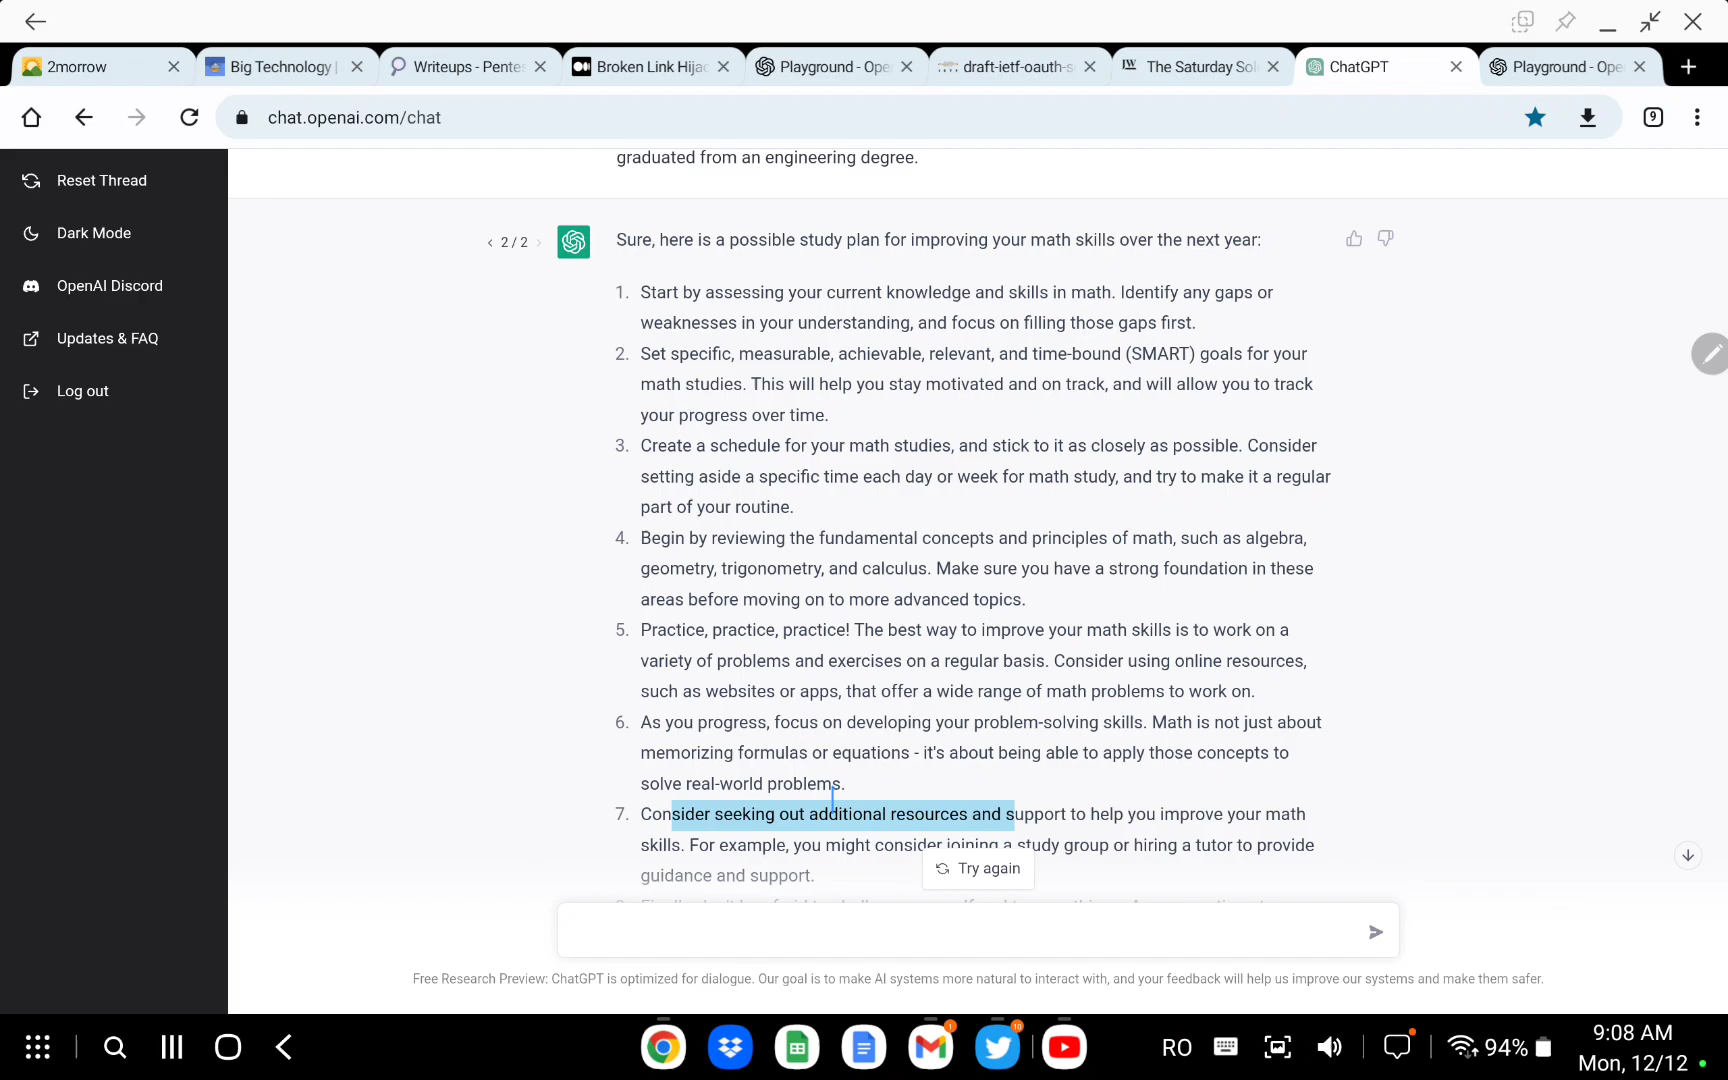 2morrow
Big Technology |
Writeups - Pentes
Broken Link Hijac
Playground - Ope
draft-ietf-oauth-s
The Saturday Sol
ChatGPT
Playground - Ope
chat.openai.com/chat
9
Reset Thread
Dark Mode
OpenAI Discord
Updates & FAQ
Log out
graduated from an engineering degree.
2 / 2
Sure, here is a possible study plan for improving your math skills over the next year:
1. Start by assessing your current knowledge and skills in math. Identify any gaps or
weaknesses in your understanding, and focus on filling those gaps first.
2. Set specific, measurable, achievable, relevant, and time-bound (SMART) goals for your
math studies. This will help you stay motivated and on track, and will allow you to track
your progress over time.
3. Create a schedule for your math studies, and stick to it as closely as possible. Consider
setting aside a specific time each day or week for math study, and try to make it a regular
part of your routine.
4. Begin by reviewing the fundamental concepts and principles of math, such as algebra,
geometry, trigonometry, and calculus. Make sure you have a strong foundation in these
areas before moving on to more advanced topics.
5. Practice, practice, practice! The best way to improve your math skills is to work on a
variety of problems and exercises on a regular basis. Consider using online resources,
such as websites or apps, that offer a wide range of math problems to work on.
6. As you progress, focus on developing your problem-solving skills. Math is not just about
memorizing formulas or equations - it's about being able to apply those concepts to
solve real-world problems.
7. Consider seeking out additional resources and support to help you improve your math
skills. For example, you might consider joining a study group or hiring a tutor to provide
guidance and support.
Try again
Free Research Preview: ChatGPT is optimized for dialogue. Our goal is to make AI systems more natural to interact with, and your feedback will help us improve our systems and make them safer.
1
10
RO
94%
9:08 AM
Mon, 12/12